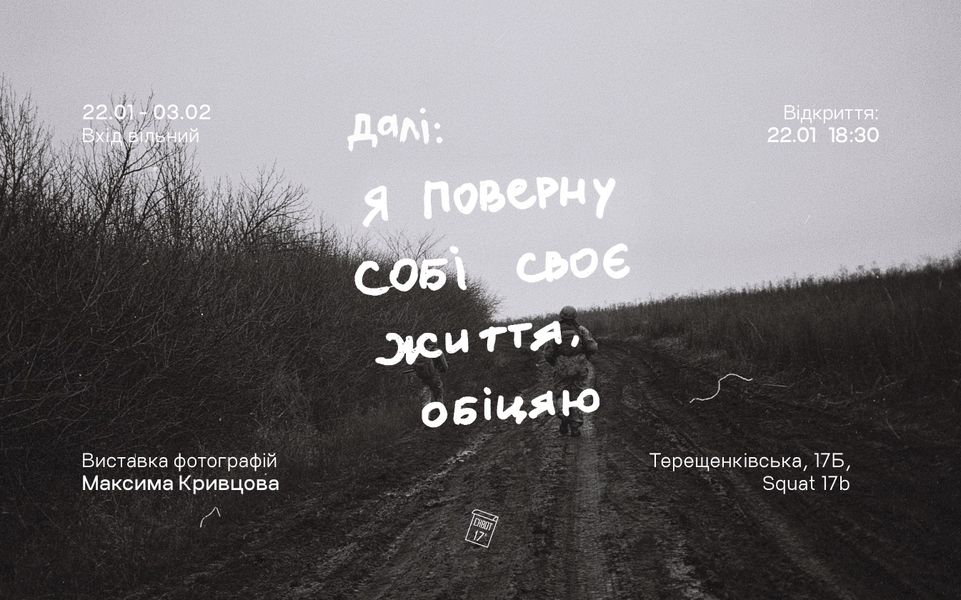 22.01 - 03.02
Вхід вільний
Відкриття:
22.01 18:30
Далі:
я поверну
собі своє
життя,
обіцяю
Виставка фотографій
Максима Кривцова
Терещенківська, 17Б,
Squat 17b
17